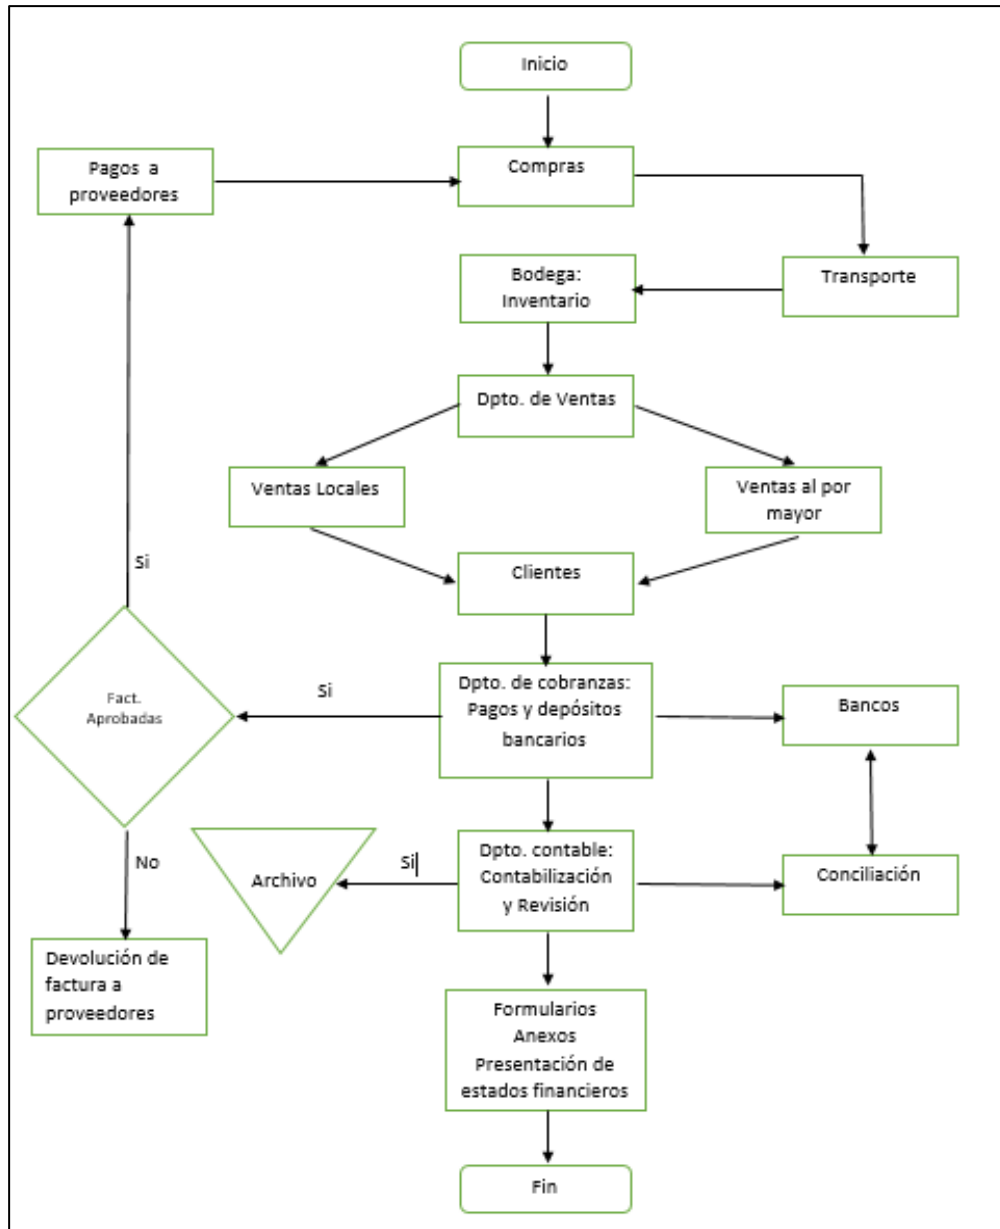 Inicio
Pagos a
proveedores
Compras
Bodega:
Inventario
Transporte
Dpto. de Ventas
Ventas Locales
Ventas al por
mayor
Si
Clientes
Fact.
Aprobadas
Si
Dpto. de cobranzas:
Pagos y depósitos
bancarios
Bancos
No
Archivo
Si
Dpto. contable:
Contabilización
y Revisión
Conciliación
Devolución de
factura a
proveedores
Formularios
Anexos
Presentación de
estados financieros
Fin